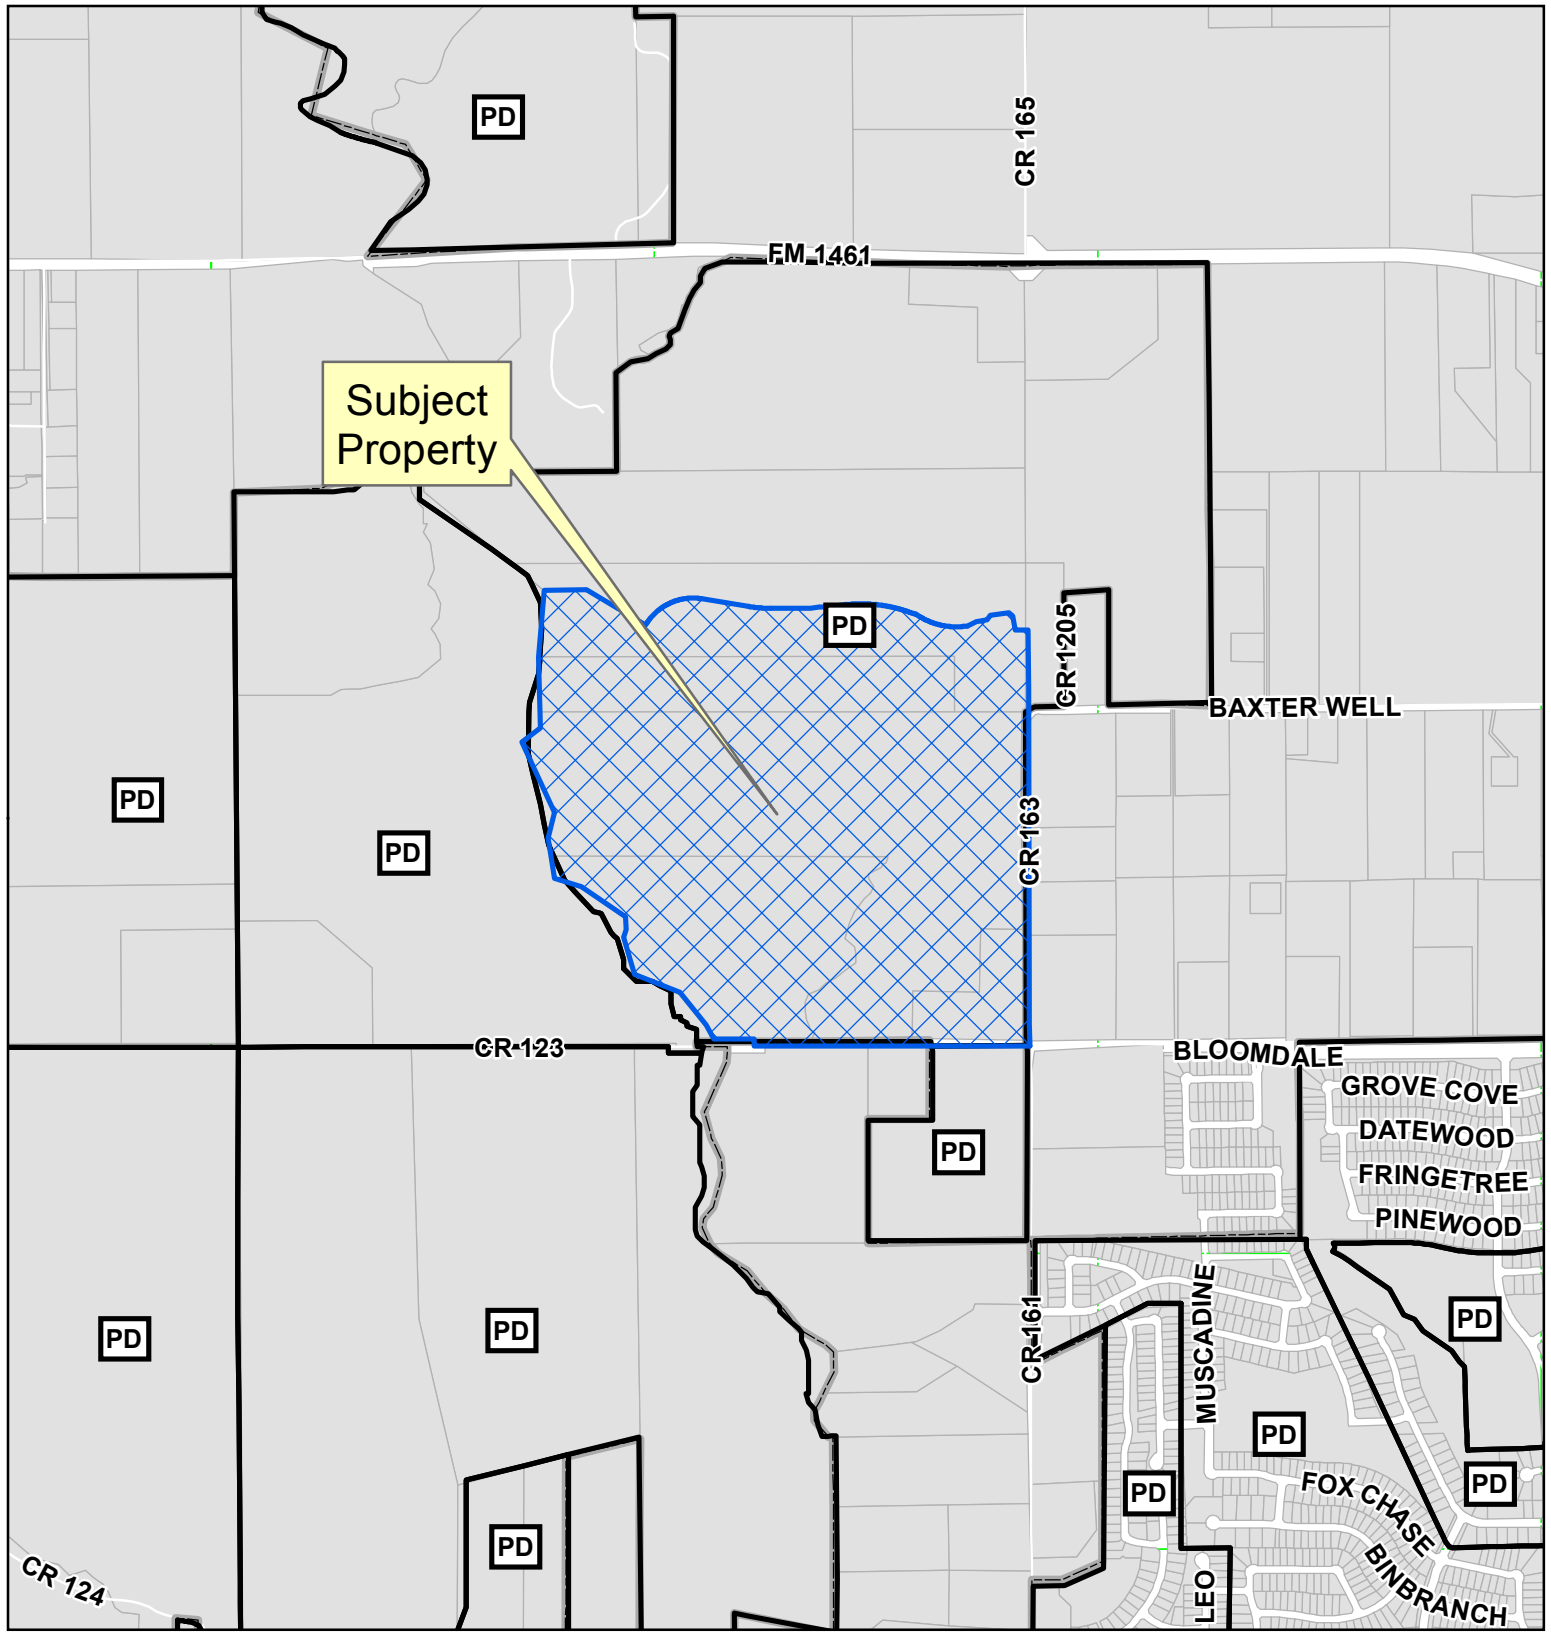 PD
CR 165
FM 1461
Subject
Property
CR 1205
PD
BAXTER WELL
PD
PD
CR 163
CR 123
BLOOMDALE
GROVE COVE
DATEWOOD
FRINGETREE
PINEWOOD
PD
CR 161
MUSCADINE
PD
PD
PD
PD
PD
PD
PD
FOX CHASE
BINBRANCH
LEO
CR 124